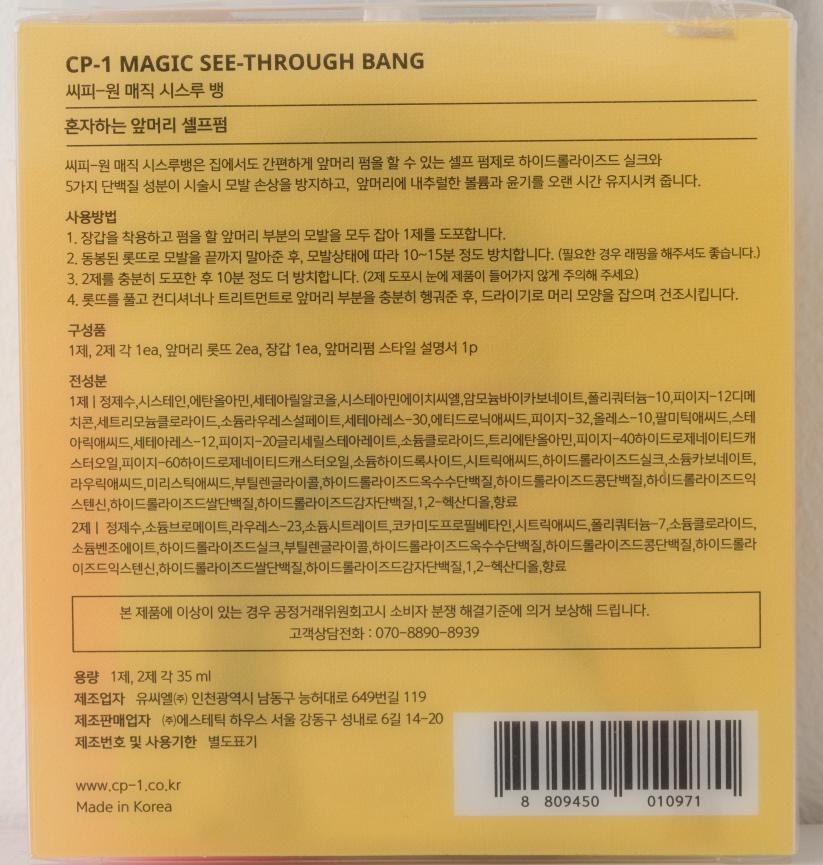 CP-1 MAGIC SEE-THROUGH BANG
씨피-원 매직 시스루 뱅
혼자하는 앞머리 셀프펌
씨피-원 매직 시스루뱅은 집에서도 간편하게 앞머리 펌을 할 수 있는 셀프 펌제로 하이드롤라이즈드 실크와
5가지 단백질 성분이 시술시 모발 손상을 방지하고, 앞머리에 내추럴한 볼륨과 윤기를 오랜 시간 유지시켜 줍니다.
사용방법
1. 장갑을 착용하고 펌을 할 앞머리 부분의 모발을 모두 잡아 1제를 도포합니다.
2. 동봉된 롯뜨로 모발을 끝까지 말아준 후, 모발상태에 따라 10~15분 정도 방치합니다. (필요한 경우 래핑을 해주셔도 좋습니다.)
3. 2제를 충분히 도포한 후 10분 정도 더 방치합니다. (2제 도포시 눈에 제품이 들어가지 않게 주의해 주세요)
4. 롯뜨를 풀고 컨디셔너나 트리트먼트로 앞머리 부분을 충분히 헹궈준 후, 드라이기로 머리 모양을 잡으며 건조시킵니다.
구성품
1제, 2제 각 1ea, 앞머리 롯뜨 2ea, 장갑 1ea, 앞머리펌 스타일 설명서 1p
전성분
1제 | 정제수,시스테인,에탄올아민,세테아릴알코올,시스테아민에이치씨엘,암모늄바이카보네이트,폴리쿼터늄-10,피이지-12디메
치콘,세트리모늄클로라이드,소듐라우레스설페이트,세테아레스-30,에티드로닉애씨드,피이지-32,올레스-10,팔미틱애씨드,스테
아릭애씨드,세테아레스-12,피이지-20글리세릴스테아레이트,소듐클로라이드,트리에탄올아민,피이지-40하이드로제네이티드캐
스터오일,피이지-60하이드로제네이티드캐스터오일,소듐하이드록사이드,시트릭애씨드,하이드롤라이즈드실크,소듐카보네이트,
라우릭애씨드,미리스틱애씨드,부틸렌글라이콜,하이드롤라이즈드옥수수단백질,하이드롤라이즈드콩단백질,하이드롤라이즈드익
스텐신,하이드롤라이즈드쌀단백질,하이드롤라이즈드감자단백질,1,2-헥산디올,향료
2제 | 정제수,소듐브로메이트,라우레스-23,소듐시트레이트,코카미도프로필베타인,시트릭애씨드,폴리쿼터늄-7,소듐클로라이드,
소듐벤조에이트,하이드롤라이즈드실크,부틸렌글라이콜,하이드롤라이즈드옥수수단백질,하이드롤라이즈드콩단백질,하이드롤라
이즈드익스텐신,하이드롤라이즈드쌀단백질,하이드롤라이즈드감자단백질,1,2-헥산디올,향료
본 제품에 이상이 있는 경우 공정거래위원회고시 소비자 분쟁 해결기준에 의거 보상해 드립니다.
고객상담전화 : 070-8890-8939
용량 1제, 2제 각 35 ml
제조업자 유씨엘㈜ 인천광역시 남동구 능허대로 649번길 119
제조판매업자 ㈜에스테틱 하우스 서울 강동구 성내로 6길 14-20
제조번호 및 사용기한 별도표기
8 809450 010971
www.cp-1.co.kr
Made in Korea